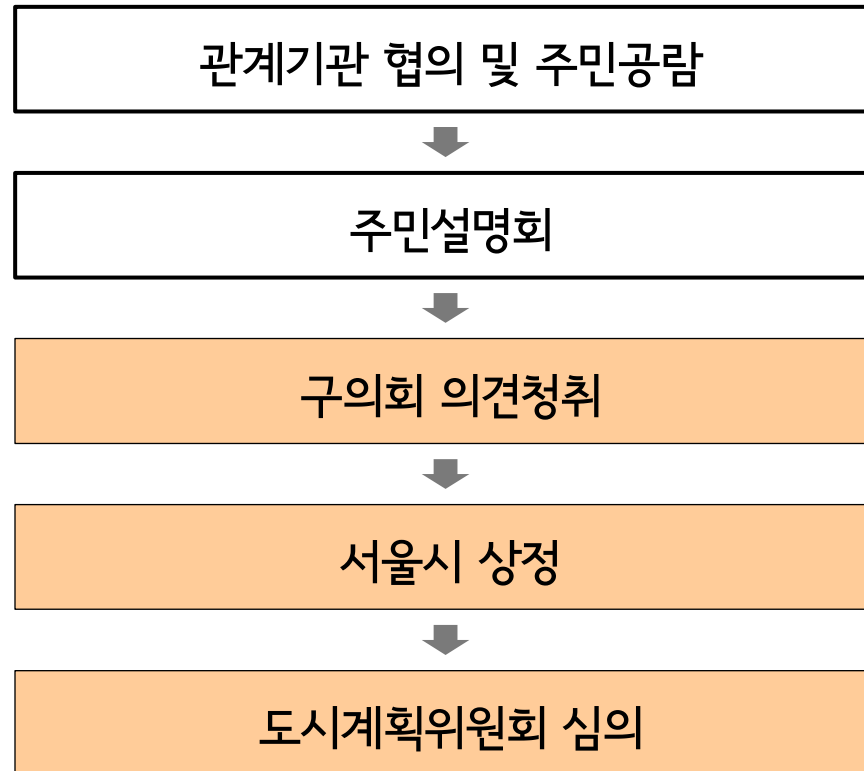 관계기관 협의 및 주민공람
주민설명회
구의회 의견청취
서울시 상정
도시계획위원회 심의